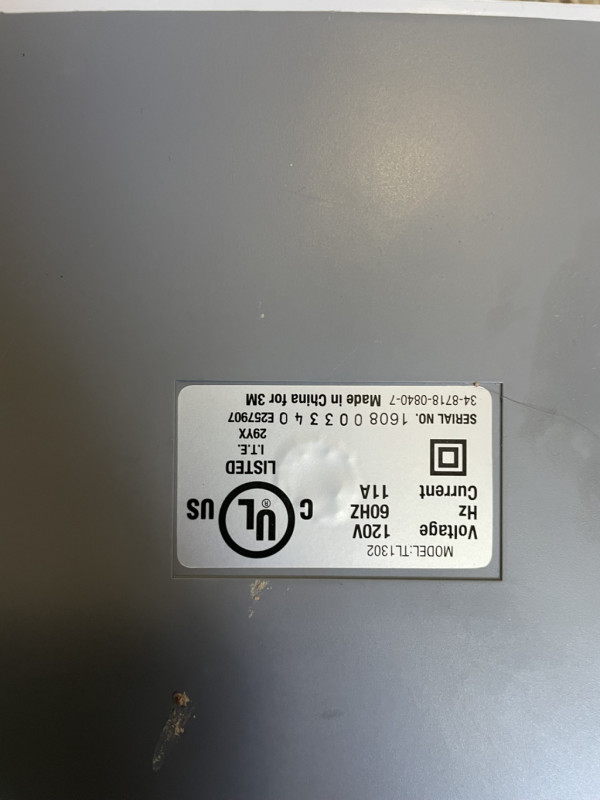 MODEL:TL1302
Voltage 120V
Hz 60HZ
Current 11A
C UL® US
LISTED
I.T.E.
29YX
E257907
SERIAL NO. 1608 0 0 3 3 4 0
34-8718-0840-7 Made in China for 3M